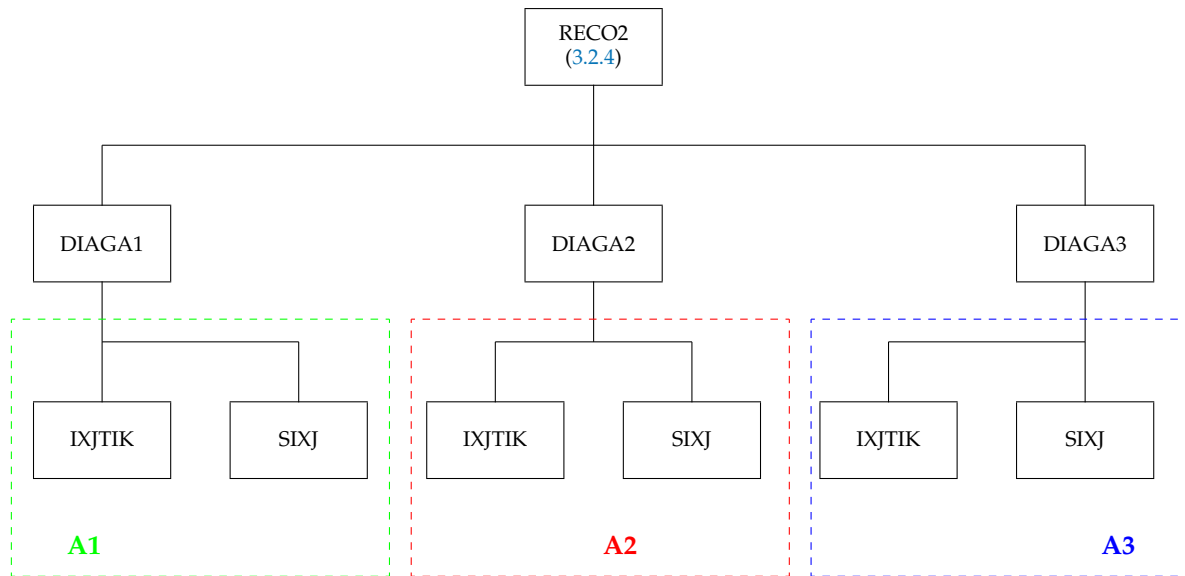 RECO2
(3.2.4)
DIAGA1
DIAGA2
DIAGA3
IXJTIK
SIXJ
IXJTIK
SIXJ
IXJTIK
SIXJ
A1
A2
A3